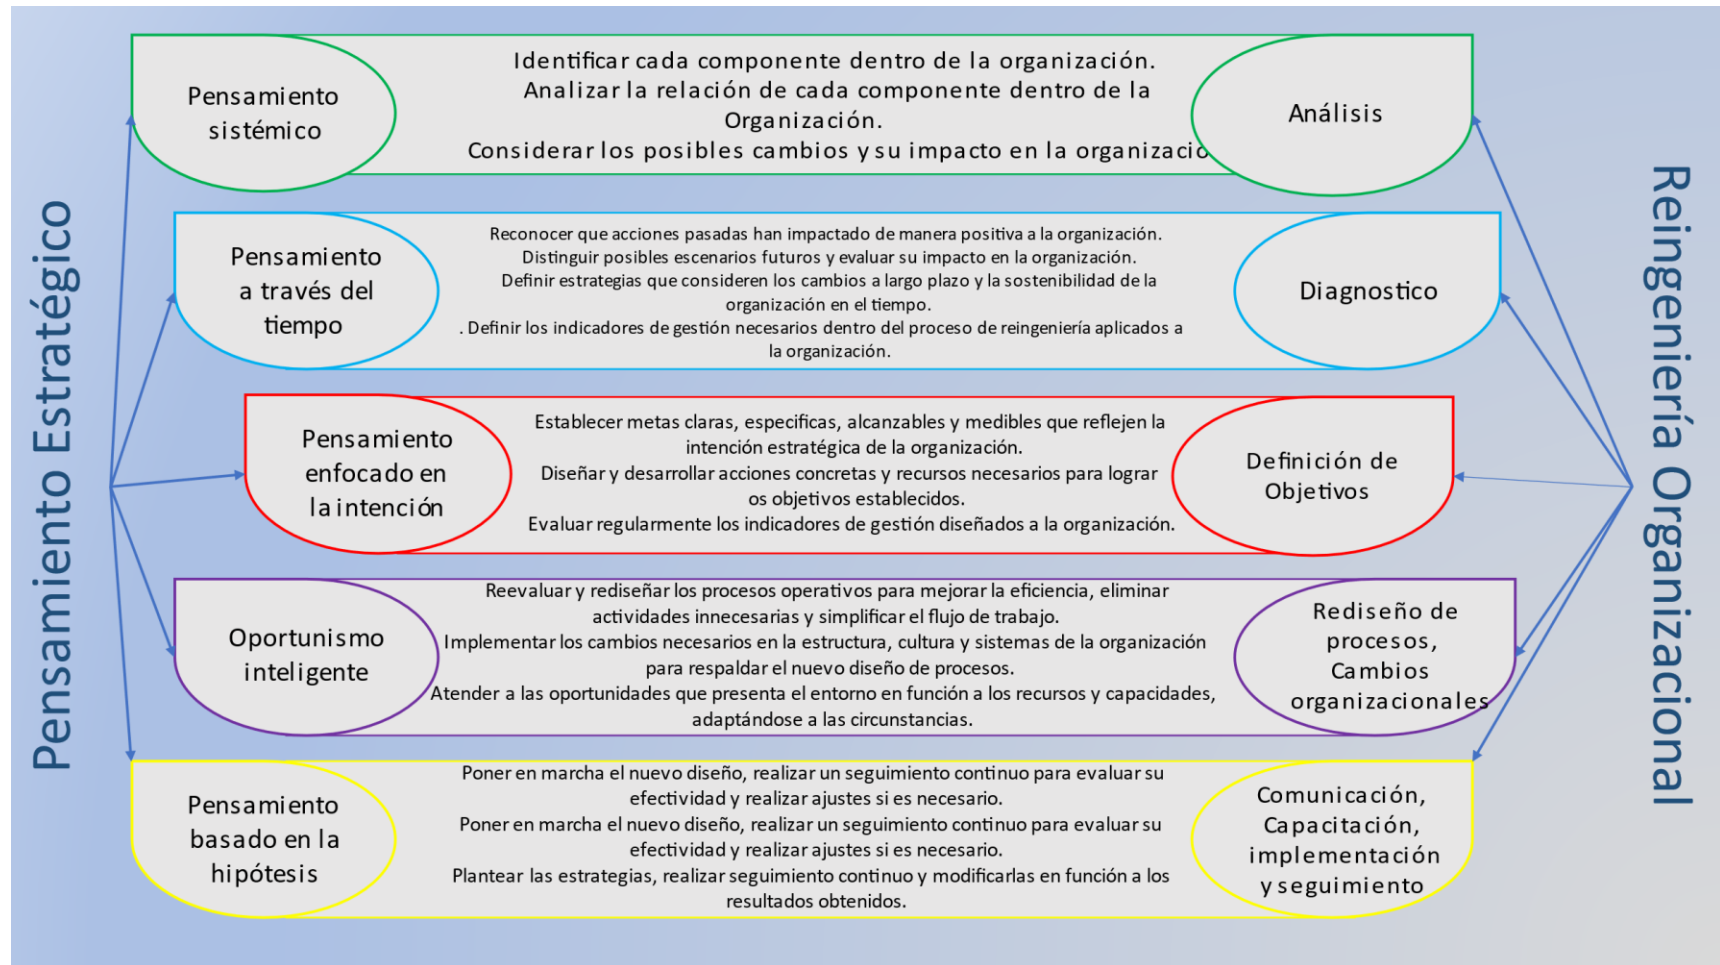 Pensamiento Estratégico
Pensamiento
sistémico
Identificar cada componente dentro de la organización.
Analizar la relación de cada componente dentro de la
Organización.
Considerar los posibles cambios y su impacto en la organizacio
Análisis
Pensamiento
a través del
tiempo
Reconocer que acciones pasadas han impactado de manera positiva a la organización.
Distinguir posibles escenarios futuros y evaluar su impacto en la organización.
Definir estrategias que consideren los cambios a largo plazo y la sostenibilidad de la
organización en el tiempo.
. Definir los indicadores de gestión necesarios dentro del proceso de reingeniería aplicados a
la organización.
Diagnostico
Pensamiento
enfocado en
la intención
Establecer metas claras, especificas, alcanzables y medibles que reflejen la
intención estratégica de la organización.
Diseñar y desarrollar acciones concretas y recursos necesarios para lograr
os objetivos establecidos.
Evaluar regularmente los indicadores de gestión diseñados a la organización.
Definición de
Objetivos
Oportunismo
inteligente
Reevaluar y rediseñar los procesos operativos para mejorar la eficiencia, eliminar
actividades innecesarias y simplificar el flujo de trabajo.
Implementar los cambios necesarios en la estructura, cultura y sistemas de la organización
para respaldar el nuevo diseño de procesos.
Atender a las oportunidades que presenta el entorno en función a los recursos y capacidades,
adaptándose a las circunstancias.
Rediseño de
procesos,
Cambios
organizacionales
Pensamiento
basado en la
hipótesis
Poner en marcha el nuevo diseño, realizar un seguimiento continuo para evaluar su
efectividad y realizar ajustes si es necesario.
Poner en marcha el nuevo diseño, realizar un seguimiento continuo para evaluar su
efectividad y realizar ajustes si es necesario.
Plantear las estrategias, realizar seguimiento continuo y modificarlas en función a los
resultados obtenidos.
Comunicación,
Capacitación,
implementación
y seguimiento
Reingeniería Organizacional